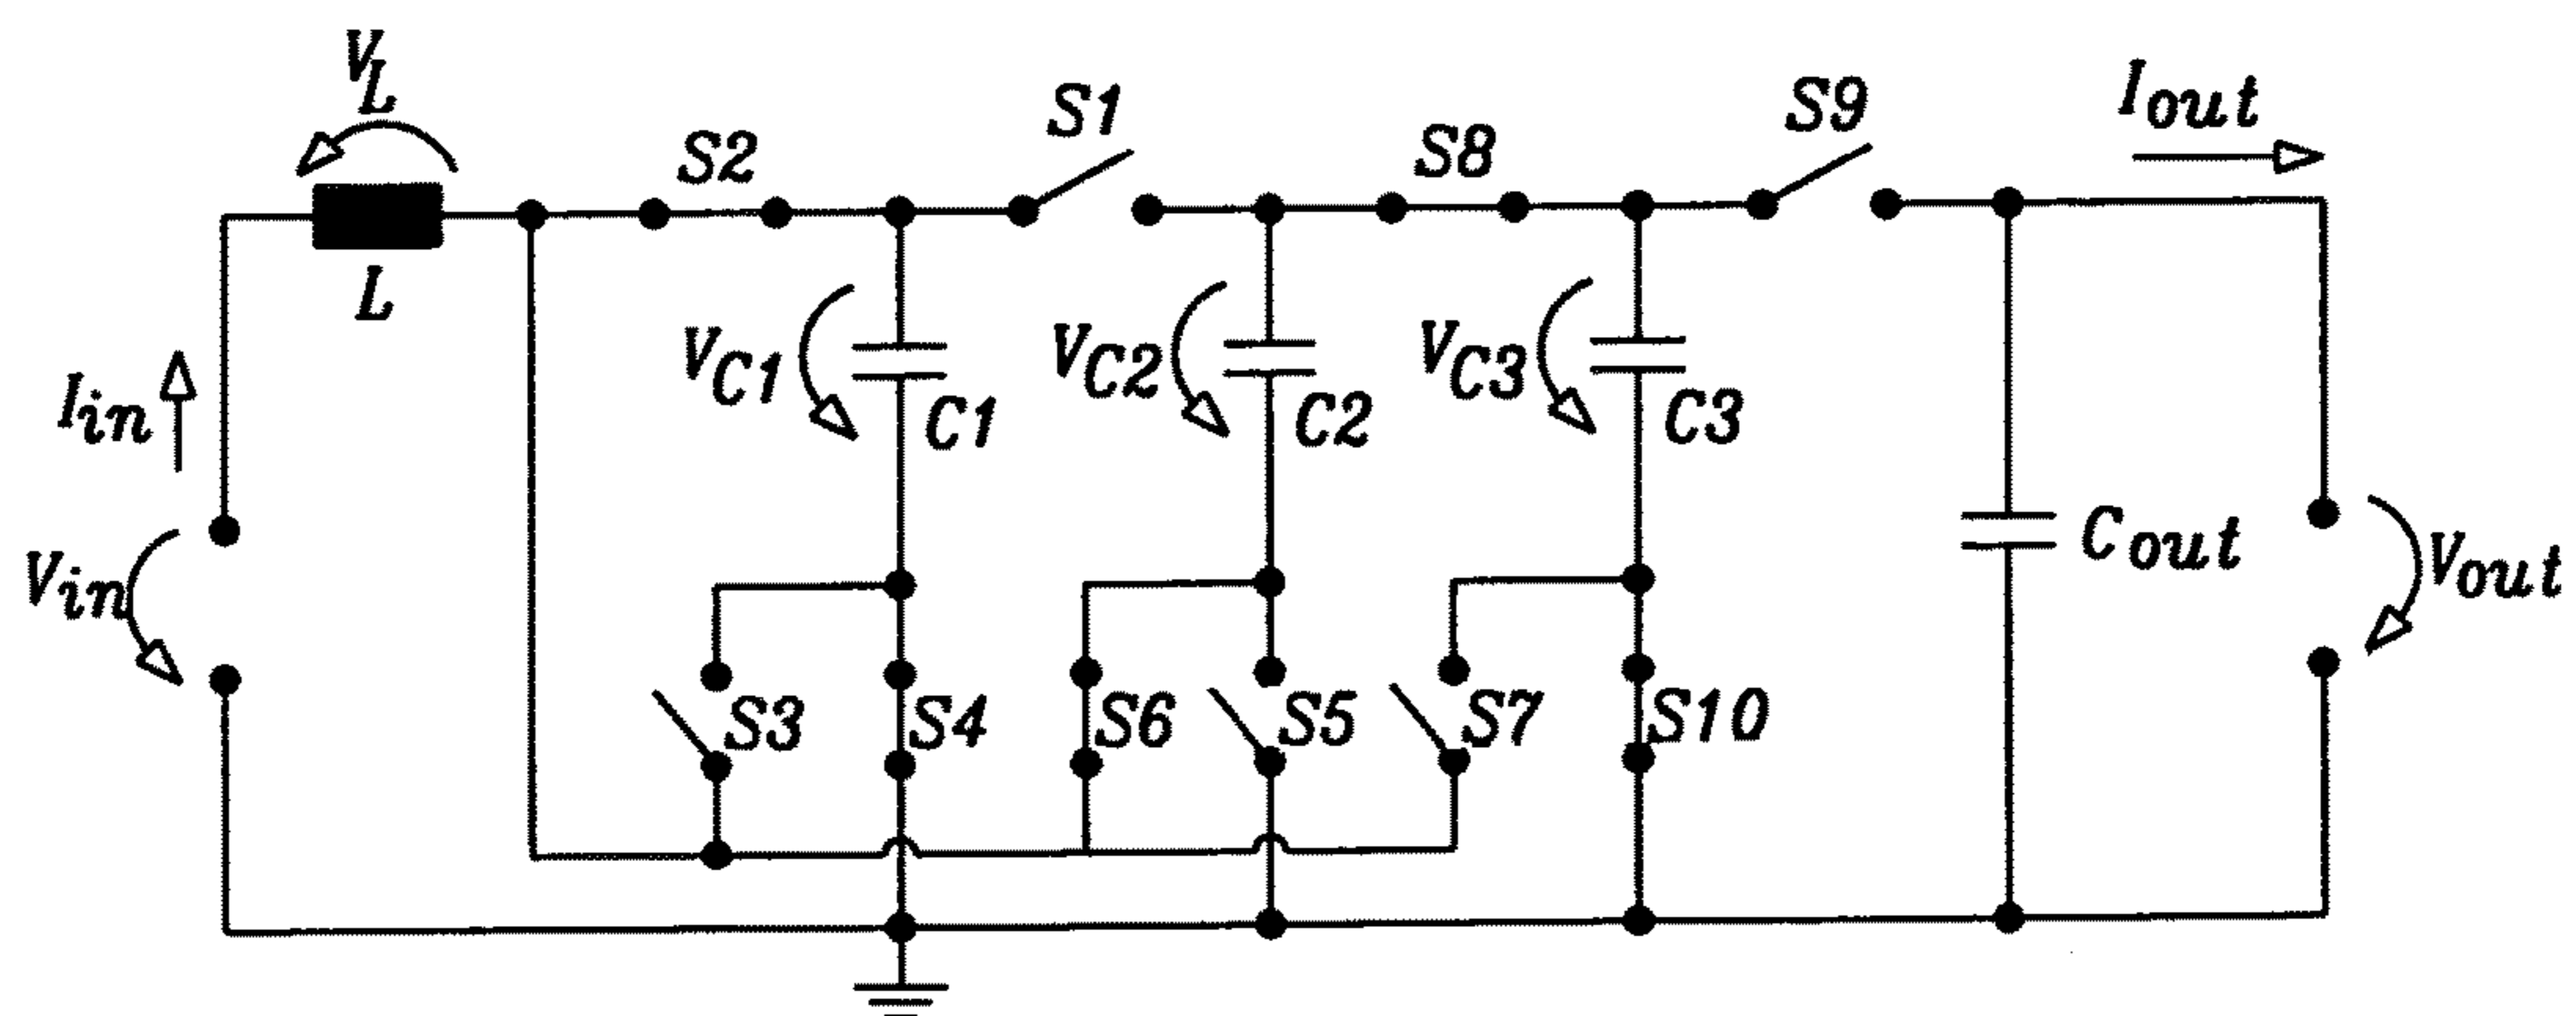 VL
S2
S1
S8
S9
Iout
L
Iin
VC1
C1
VC2
C2
VC3
C3
Vin
Cout
Vout
S3
S4
S6
S5
S7
S10